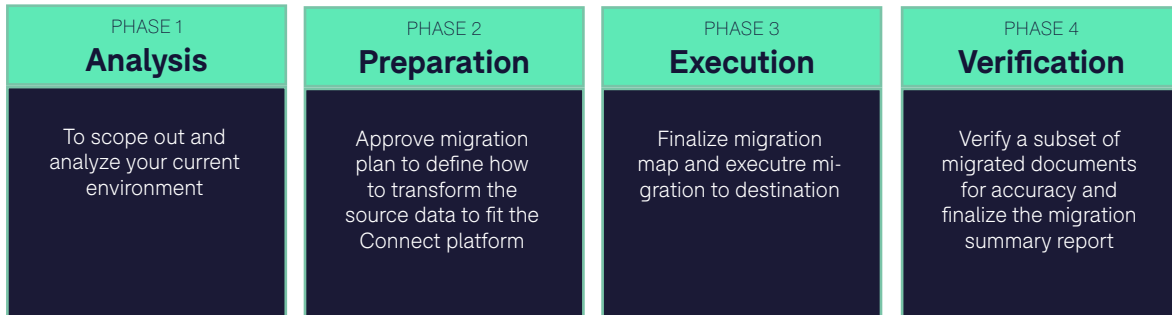 PHASE 1
Analysis
To scope out and
analyze your current
environment
PHASE 2
Preparation
Approve migration
plan to define how
to transform the
source data to fit the
Connect platform
PHASE 3
Execution
Finalize migration
map and executre mi-
gration to destination
PHASE 4
Verification
Verify a subset of
migrated documents
for accuracy and
finalize the migration
summary report